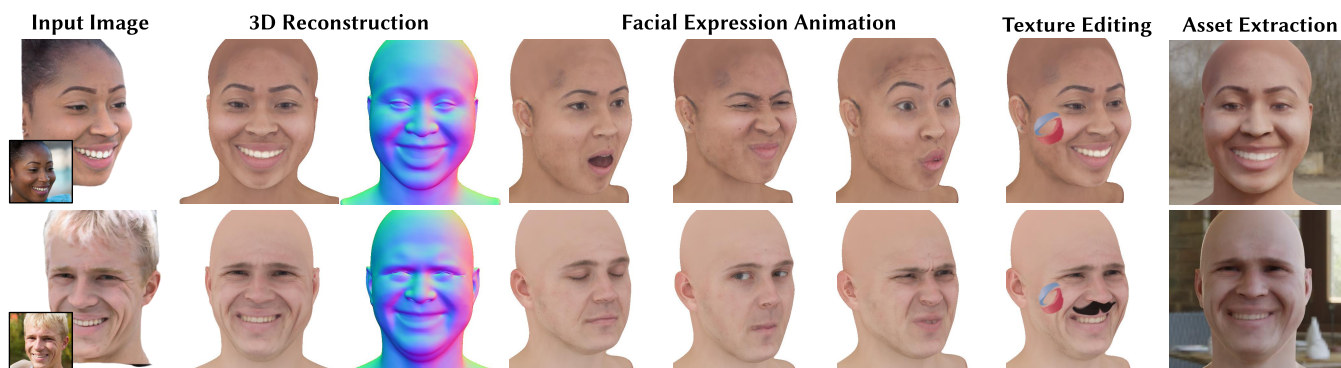 Input Image
3D Reconstruction
Facial Expression Animation
Texture Editing
Asset Extraction